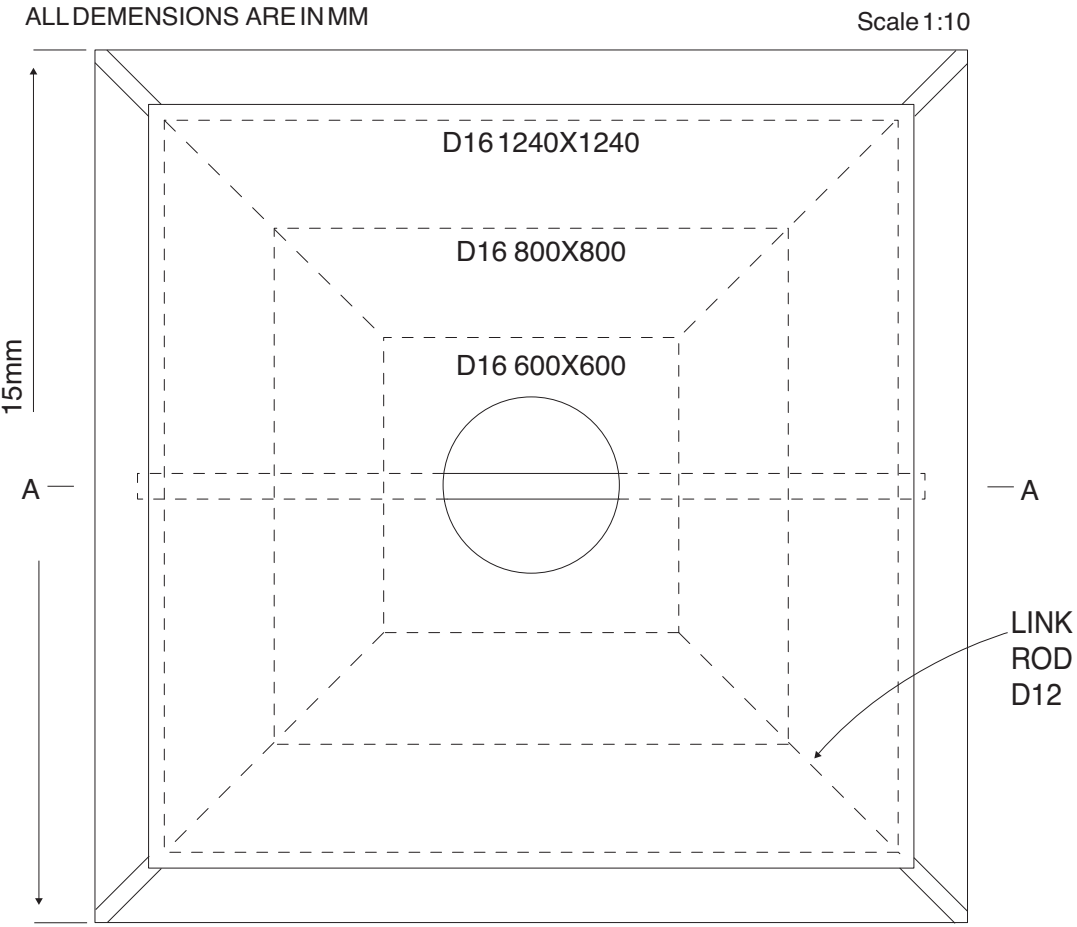 ALL DEMENSIONS ARE IN MM
Scale 1:10
D16 1240X1240
D16 800X800
D16 600X600
15mm
A
A
LINK
ROD
D12